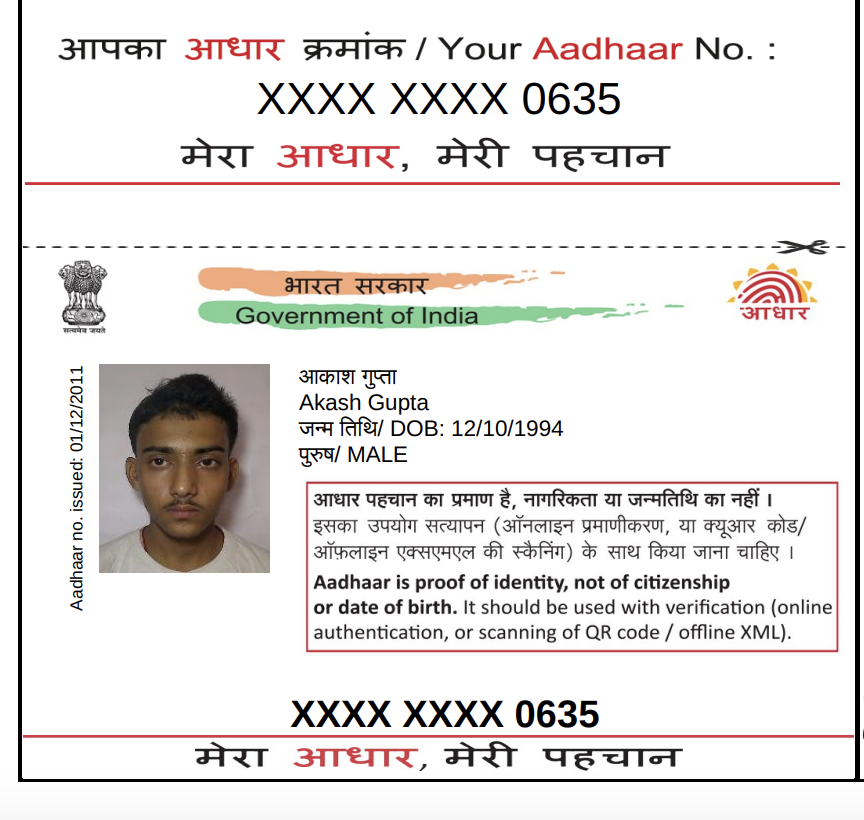 आपका आधार क्रमांक / Your Aadhaar No. :
XXXX XXXX 0635
मेरा आधार, मेरी पहचान
भारत सरकार
Government of India
सत्यमेव जयते
आधार
Aadhaar no. issued: 01/12/2011
आकाश गुप्ता
Akash Gupta
जन्म तिथि/ DOB: 12/10/1994
पुरुष/ MALE
आधार पहचान का प्रमाण है, नागरिकता या जन्मतिथि का नहीं ।
इसका उपयोग सत्यापन (ऑनलाइन प्रमाणीकरण, या क्यूआर कोड/
ऑफ़लाइन एक्सएमएल की स्कैनिंग) के साथ किया जाना चाहिए ।
Aadhaar is proof of identity, not of citizenship
or date of birth. It should be used with verification (online
authentication, or scanning of QR code / offline XML).
XXXX XXXX 0635
मेरा आधार, मेरी पहचान